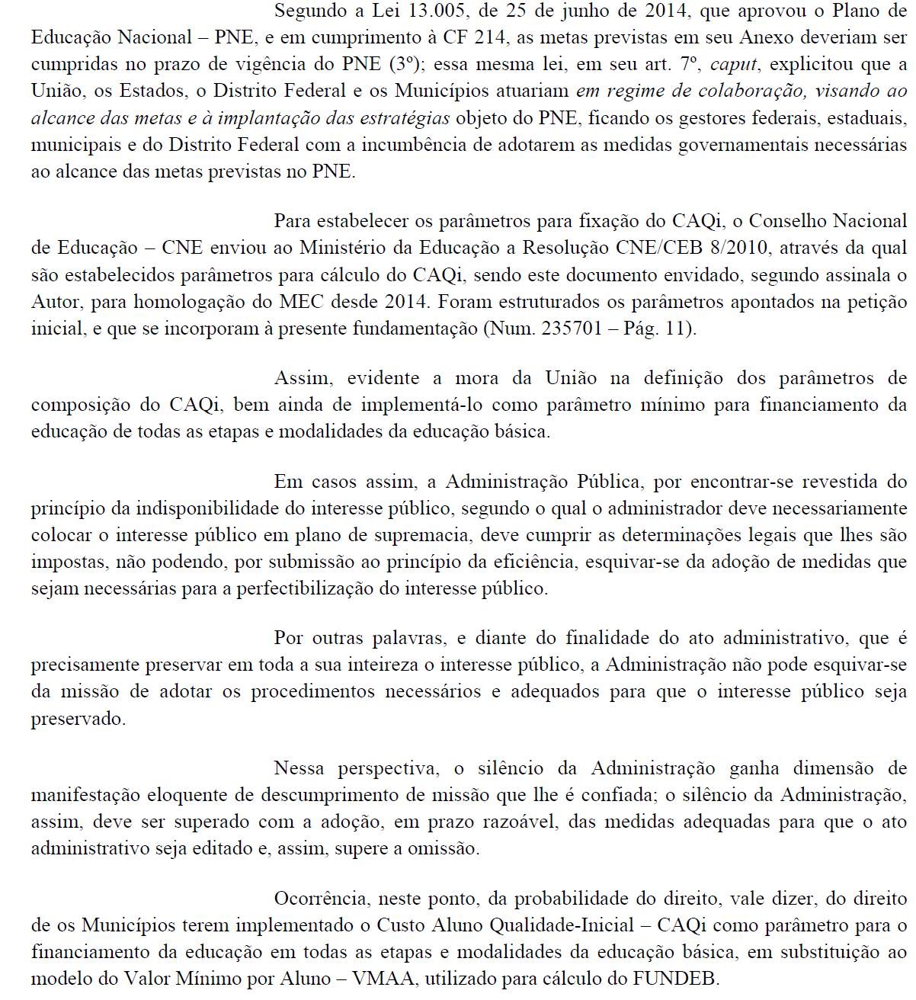 Segundo a Lei 13.005, de 25 de junho de 2014, que aprovou o Plano de
Educação Nacional – PNE, e em cumprimento à CF 214, as metas previstas em seu Anexo deveriam ser
cumpridas no prazo de vigência do PNE (3º); essa mesma lei, em seu art. 7º, caput, explicitou que a
União, os Estados, o Distrito Federal e os Municípios atuariam em regime de colaboração, visando ao
alcance das metas e à implantação das estratégias objeto do PNE, ficando os gestores federais, estaduais,
municipais e do Distrito Federal com a incumbência de adotarem as medidas governamentais necessárias
ao alcance das metas previstas no PNE.
Para estabelecer os parâmetros para fixação do CAQi, o Conselho Nacional
de Educação – CNE enviou ao Ministério da Educação a Resolução CNE/CEB 8/2010, através da qual
são estabelecidos parâmetros para cálculo do CAQi, sendo este documento envidado, segundo assinala o
Autor, para homologação do MEC desde 2014. Foram estruturados os parâmetros apontados na petição
inicial, e que se incorporam à presente fundamentação (Num. 235701 – Pág. 11).
Assim, evidente a mora da União na definição dos parâmetros de
composição do CAQi, bem ainda de implementá-lo como parâmetro mínimo para financiamento da
educação de todas as etapas e modalidades da educação básica.
Em casos assim, a Administração Pública, por encontrar-se revestida do
princípio da indisponibilidade do interesse público, segundo o qual o administrador deve necessariamente
colocar o interesse público em plano de supremacia, deve cumprir as determinações legais que lhes são
impostas, não podendo, por submissão ao princípio da eficiência, esquivar-se da adoção de medidas que
sejam necessárias para a perfectibilização do interesse público.
Por outras palavras, e diante do finalidade do ato administrativo, que é
precisamente preservar em toda a sua inteireza o interesse público, a Administração não pode esquivar-se
da missão de adotar os procedimentos necessários e adequados para que o interesse público seja
preservado.
Nessa perspectiva, o silêncio da Administração ganha dimensão de
manifestação eloquente de descumprimento de missão que lhe é confiada; o silêncio da Administração,
assim, deve ser superado com a adoção, em prazo razoável, das medidas adequadas para que o ato
administrativo seja editado e, assim, supere a omissão.
Ocorrência, neste ponto, da probabilidade do direito, vale dizer, do direito
de os Municípios terem implementado o Custo Aluno Qualidade-Inicial – CAQi como parâmetro para o
financiamento da educação em todas as etapas e modalidades da educação básica, em substituição ao
modelo do Valor Mínimo por Aluno – VMAA, utilizado para cálculo do FUNDEB.